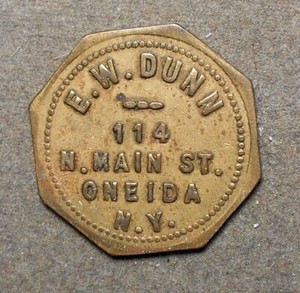 E.W. DUNN
114
N. MAIN ST.
ONEIDA
N.Y.